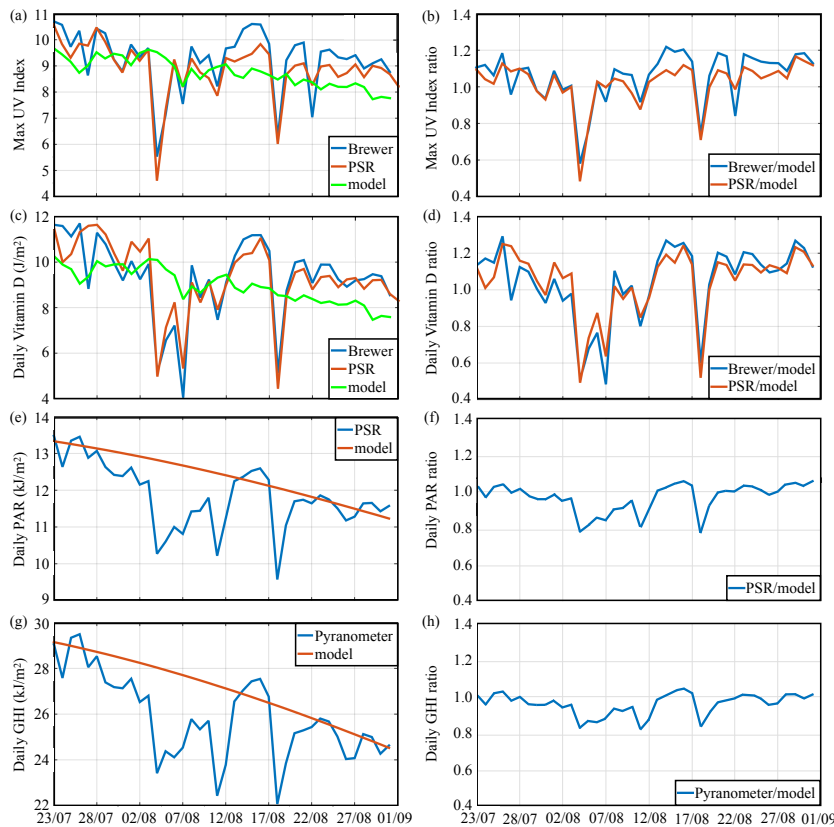 (a)
Max UV Index
11
10
9
8
7
6
5
4
Brewer
PSR
model
(b)
Max UV Index ratio
1.4
1.2
1.0
0.8
0.6
0.4
Brewer/model
PSR/model
(c)
Daily Vitamin D (J/m²)
12
10
8
6
4
Brewer
PSR
model
(d)
Daily Vitamin D ratio
1.4
1.2
1.0
0.8
0.6
0.4
Brewer/model
PSR/model
(e)
Daily PAR (kJ/m²)
14
13
12
11
10
9
PSR
model
(f)
Daily PAR ratio
1.4
1.2
1.0
0.8
0.6
0.4
PSR/model
(g)
Daily GHI (kJ/m²)
30
28
26
24
22
Pyranometer
model
23/07 28/07 02/08 07/08 12/08 17/08 22/08 27/08 01/09
(h)
Daily GHI ratio
1.4
1.2
1.0
0.8
0.6
0.4
Pyranometer/model
23/07 28/07 02/08 07/08 12/08 17/08 22/08 27/08 01/09